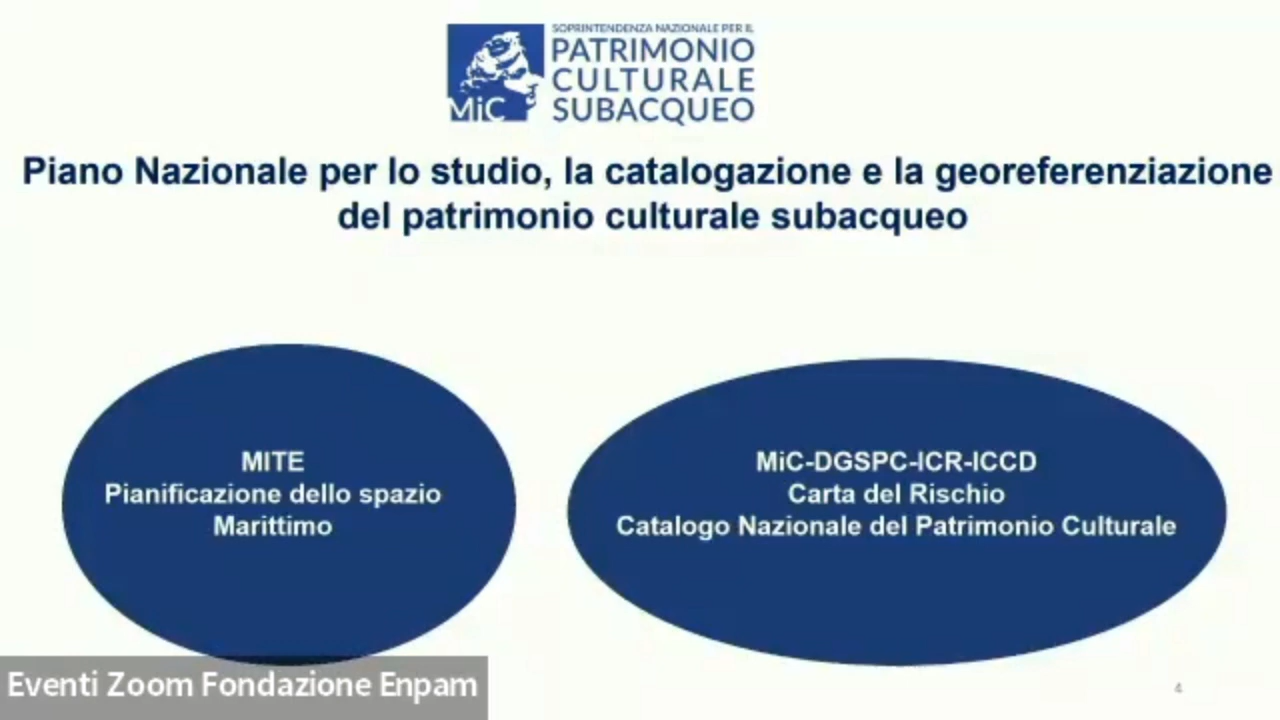 SOPRINTENDENZA NAZIONALE PER IL
PATRIMONIO
CULTURALE
SUBACQUEO
MiC
Piano Nazionale per lo studio, la catalogazione e la georeferenziazione
del patrimonio culturale subacqueo
MITE
Pianificazione dello spazio
Marittimo
MiC-DGSPC-ICR-ICCD
Carta del Rischio
Catalogo Nazionale del Patrimonio Culturale
Eventi Zoom Fondazione Enpam
4